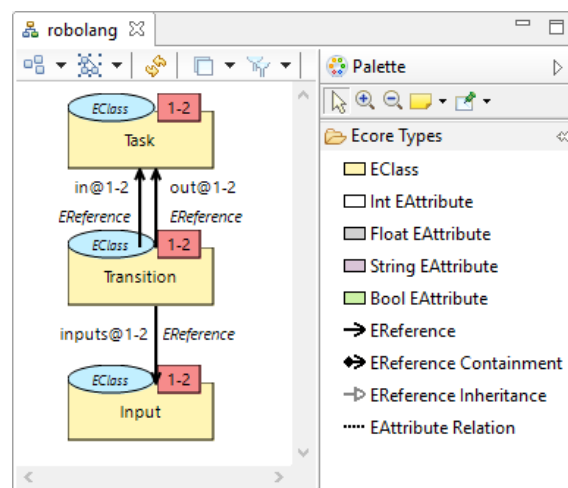 robolang
Palette
Ecore Types
EClass
Int EAttribute
Float EAttribute
String EAttribute
Bool EAttribute
EReference
EReference Containment
EReference Inheritance
EAttribute Relation
EClass 1-2
Task
in@1-2 out@1-2
EReference EReference
EClass 1-2
Transition
inputs@1-2 EReference
EClass 1-2
Input